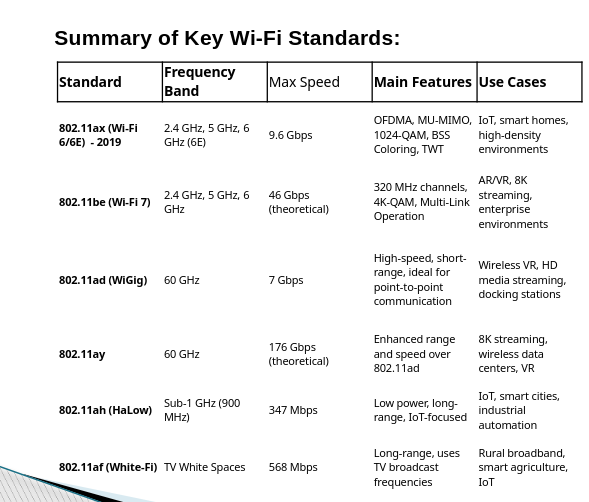 Summary of Key Wi-Fi Standards:
Standard
Frequency
Band
Max Speed
Main Features
Use Cases
802.11ax (Wi-Fi
6/6E)  - 2019
2.4 GHz, 5 GHz, 6
GHz (6E)
9.6 Gbps
OFDMA, MU-MIMO,
1024-QAM, BSS
Coloring, TWT
IoT, smart homes,
high-density
environments
802.11be (Wi-Fi 7)
2.4 GHz, 5 GHz, 6
GHz
46 Gbps
(theoretical)
320 MHz channels,
4K-QAM, Multi-Link
Operation
AR/VR, 8K
streaming,
enterprise
environments
802.11ad (WiGig)
60 GHz
7 Gbps
High-speed, short-
range, ideal for
point-to-point
communication
Wireless VR, HD
media streaming,
docking stations
802.11ay
60 GHz
176 Gbps
(theoretical)
Enhanced range
and speed over
802.11ad
8K streaming,
wireless data
centers, VR
802.11ah (HaLow)
Sub-1 GHz (900
MHz)
347 Mbps
Low power, long-
range, IoT-focused
IoT, smart cities,
industrial
automation
802.11af (White-Fi)
TV White Spaces
568 Mbps
Long-range, uses
TV broadcast
frequencies
Rural broadband,
smart agriculture,
IoT